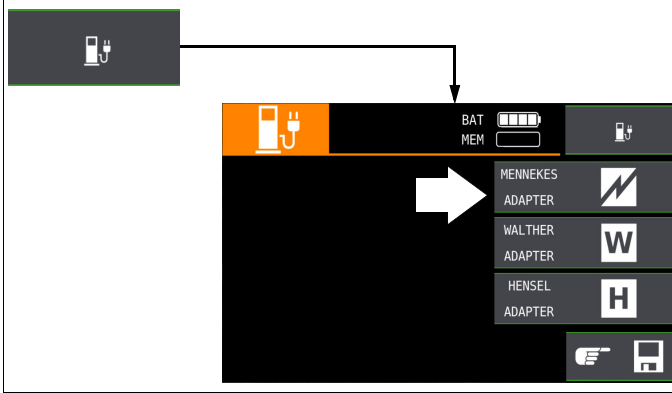 BAT
MEM
MENNEKES
ADAPTER
WALTHER
ADAPTER
W
HENSEL
ADAPTER
H